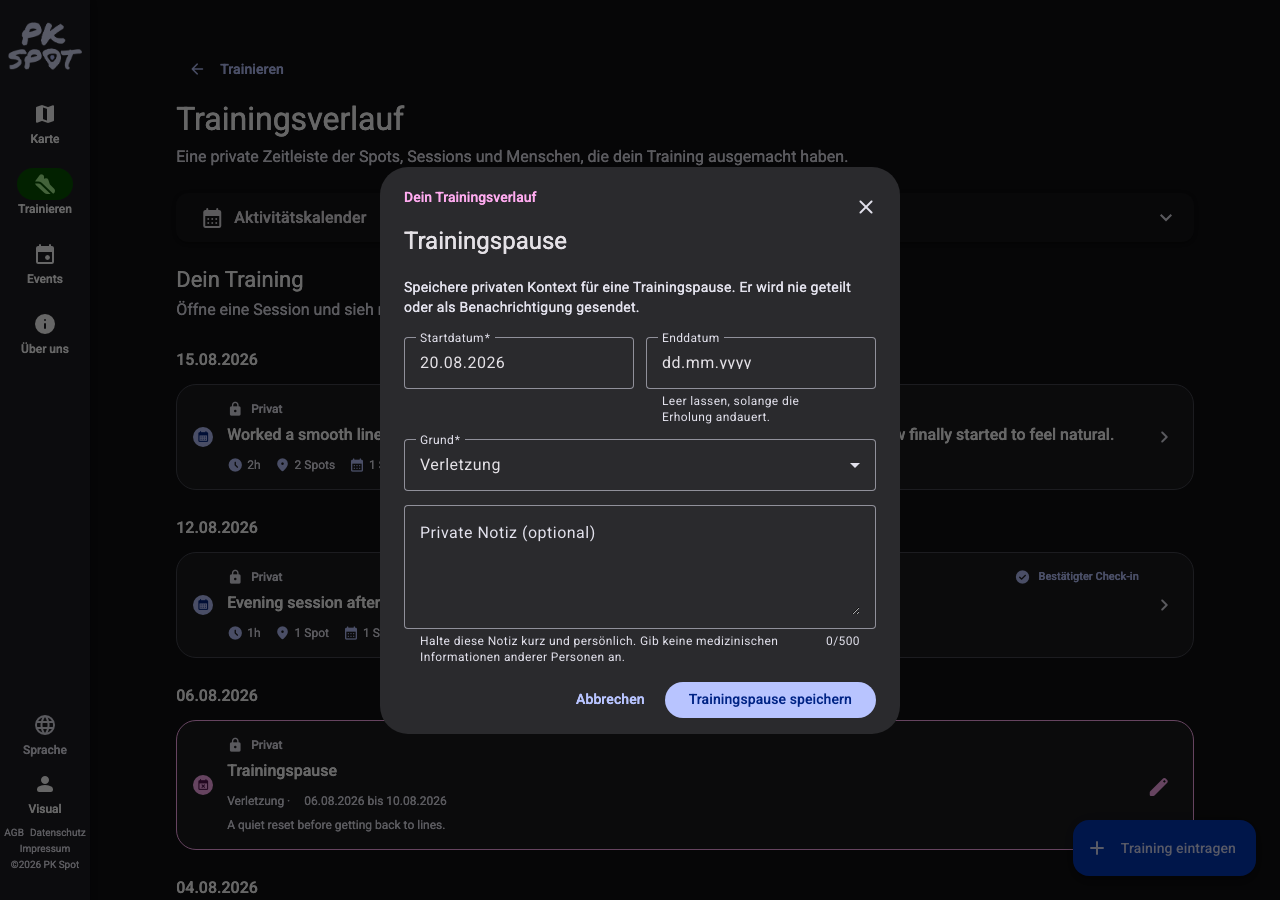 PK SPOT
Karte
Trainieren
Events
Über uns
Sprache
Visual
AGB Datenschutz
Impressum
©2026 PK Spot
Trainieren
Trainingsverlauf
Eine private Zeitleiste der Spots, Sessions und Menschen, die dein Training ausgemacht haben.
Aktivitätskalender
Dein Training
Öffne eine Session und sieh
15.08.2026
Privat
Worked a smooth line
finally started to feel natural.
2h 2 Spots 1
12.08.2026
Privat
Bestätigter Check-in
Evening session after
1h 1 Spot 1 S
06.08.2026
Privat
Trainingspause
Verletzung · 06.08.2026 bis 10.08.2026
A quiet reset before getting back to lines.
04.08.2026
Training eintragen
Dein Trainingsverlauf
Trainingspause
Speichere privaten Kontext für eine Trainingspause. Er wird nie geteilt
oder als Benachrichtigung gesendet.
Startdatum*
20.08.2026
Enddatum
dd.mm.yyyy
Leer lassen, solange die
Erholung andauert.
Grund*
Verletzung
Private Notiz (optional)
Halte diese Notiz kurz und persönlich. Gib keine medizinischen
Informationen anderer Personen an.
0/500
Abbrechen
Trainingspause speichern